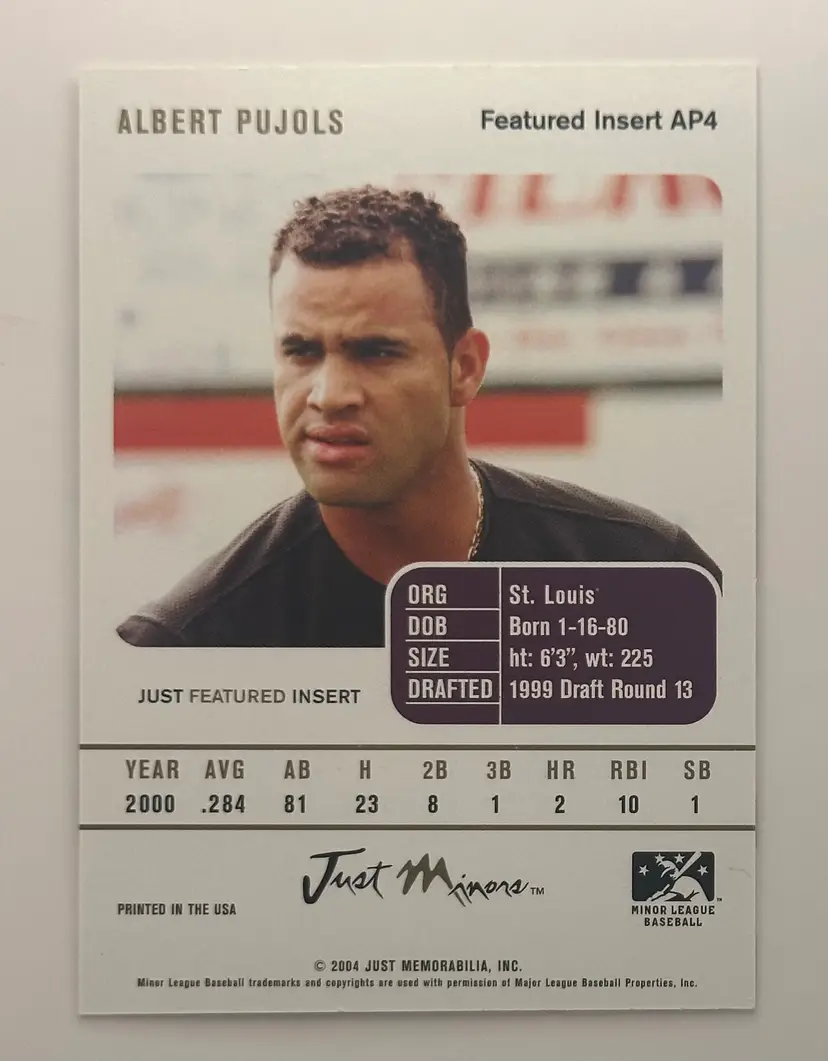 ALBERT PUJOLS
Featured Insert AP4
ORG St. Louis
DOB Born 1-16-80
SIZE ht: 6'3", wt: 225
DRAFTED 1999 Draft Round 13
JUST FEATURED INSERT
YEAR AVG AB H 2B 3B HR RBI SB
2000 .284 81 23 8 1 2 10 1
Just Minors™
PRINTED IN THE USA
MINOR LEAGUE™
BASEBALL
© 2004 JUST MEMORABILIA, INC.
Minor League Baseball trademarks and copyrights are used with permission of Major League Baseball Properties, Inc.